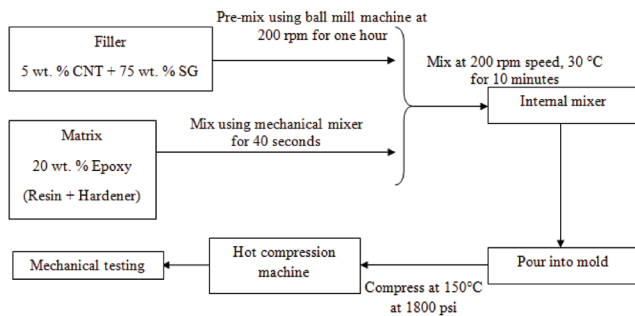 Pre-mix using ball mill machine at
200 rpm for one hour
Filler
5 wt. % CNT + 75 wt. % SG
Mix at 200 rpm speed, 30 °C
for 10 minutes
Internal mixer
Matrix
20 wt. % Epoxy
(Resin + Hardener)
Mix using mechanical mixer
for 40 seconds
Pour into mold
Compress at 150°C
at 1800 psi
Hot compression
machine
Mechanical testing